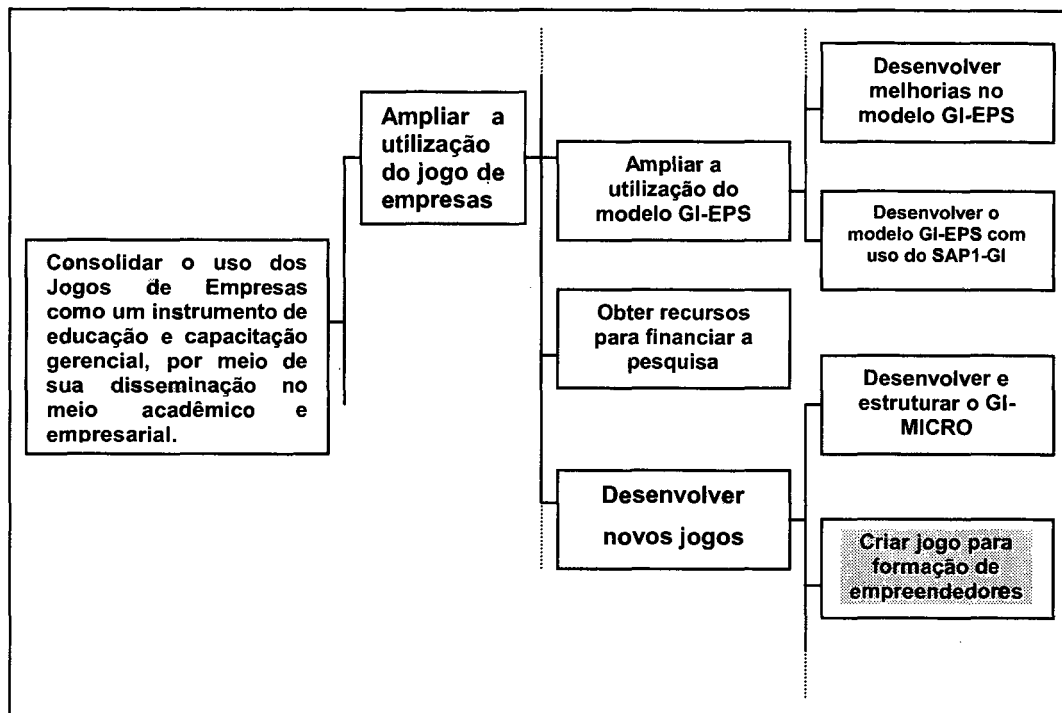 Consolidar o uso dos
Jogos de Empresas
como um instrumento de
educação e capacitação
gerencial, por meio de
sua disseminação no
meio acadêmico e
empresarial.
Ampliar a
utilização
do jogo de
empresas
Ampliar a
utilização do
modelo GI-EPS
Obter recursos
para financiar a
pesquisa
Desenvolver
novos jogos
Desenvolver
melhorias no
modelo GI-EPS
Desenvolver o
modelo GI-EPS com
uso do SAP1-GI
Desenvolver e
estruturar o GI-
MICRO
Criar jogo para
formação de
empreendedores